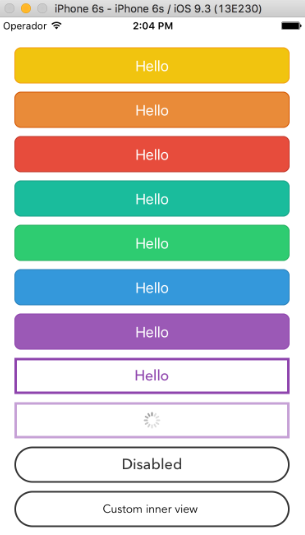 iPhone 6s - iPhone 6s / iOS 9.3 (13E230)
Operador 2:04 PM
Hello
Hello
Hello
Hello
Hello
Hello
Hello
Hello
Disabled
Custom inner view